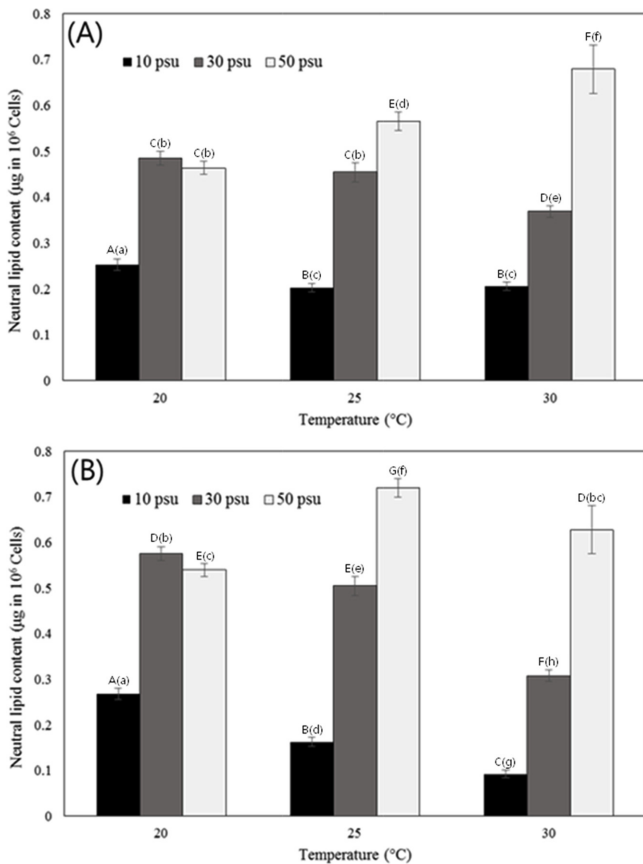 (A)
■ 10 psu ■ 30 psu □ 50 psu
Neutral lipid content (µg in 10⁶ Cells)
0.8
0.7
0.6
0.5
0.4
0.3
0.2
0.1
0
A(a) C(b) C(b) B(c) C(b) E(d) B(c) D(e) F(f)
20 25 30
Temperature (°C)
(B)
■ 10 psu ■ 30 psu □ 50 psu
Neutral lipid content (µg in 10⁶ Cells)
0.8
0.7
0.6
0.5
0.4
0.3
0.2
0.1
0
A(a) D(b) E(c) B(d) E(e) G(f) C(g) F(h) D(bc)
20 25 30
Temperature (°C)